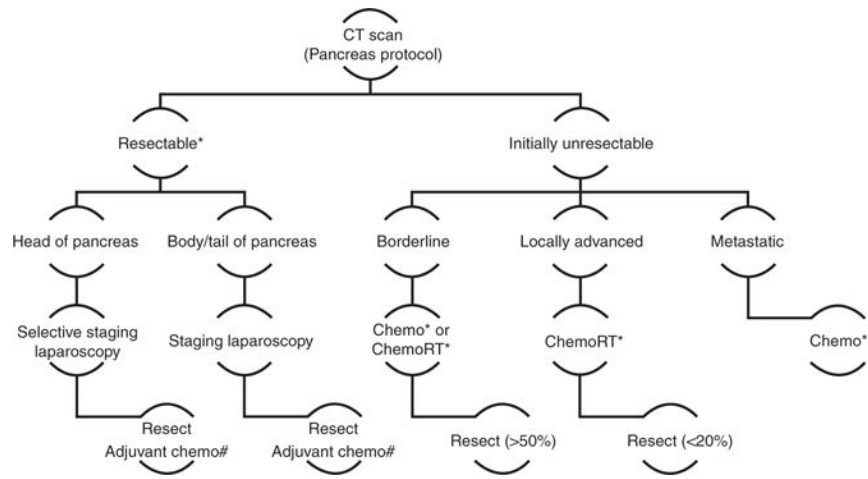 CT scan
(Pancreas protocol)
Resectable*
Initially unresectable
Head of pancreas
Body/tail of pancreas
Borderline
Locally advanced
Metastatic
Selective staging
laparoscopy
Staging laparoscopy
Chemo* or
ChemoRT*
ChemoRT*
Chemo*
Resect
Adjuvant chemo#
Resect
Adjuvant chemo#
Resect (>50%)
Resect (<20%)